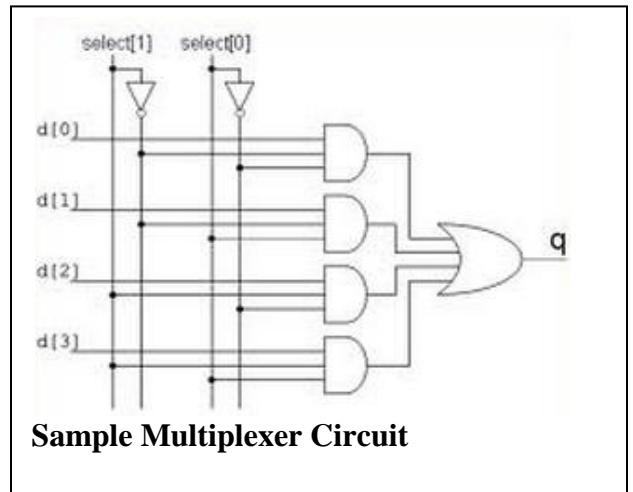 select[1] select[0]
d[0]
d[1]
q
d[2]
d[3]
Sample Multiplexer Circuit